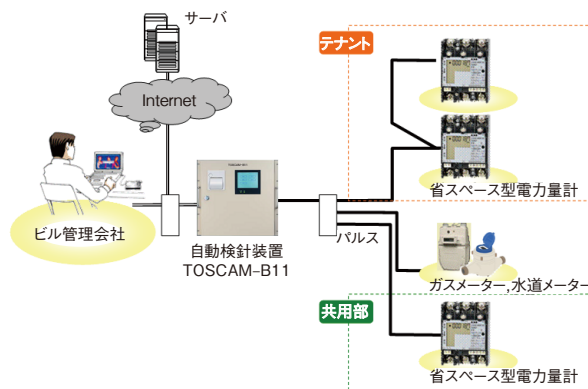 サーバ
Internet
ビル管理会社
TOSCAM-B11
自動検針装置
TOSCAM-B11
パルス
テナント
省スペース型電力量計
ガスメーター,水道メーター
共用部
省スペース型電力量計